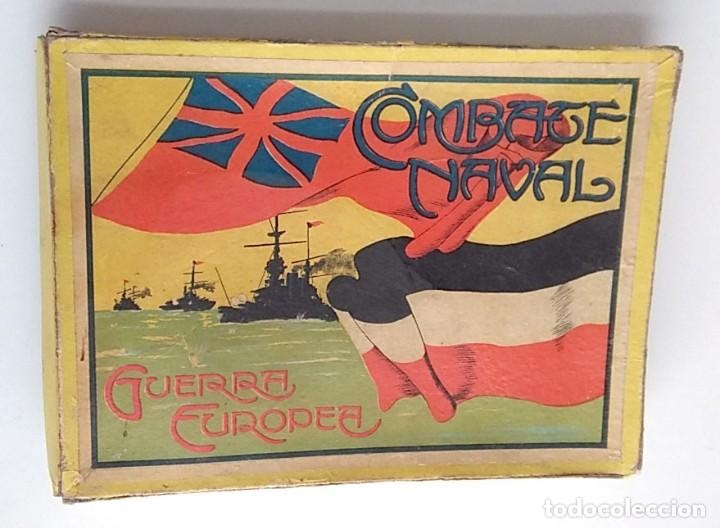 COMBATE
NAVAL
GUERRA
EUROPEA
todocoleccion